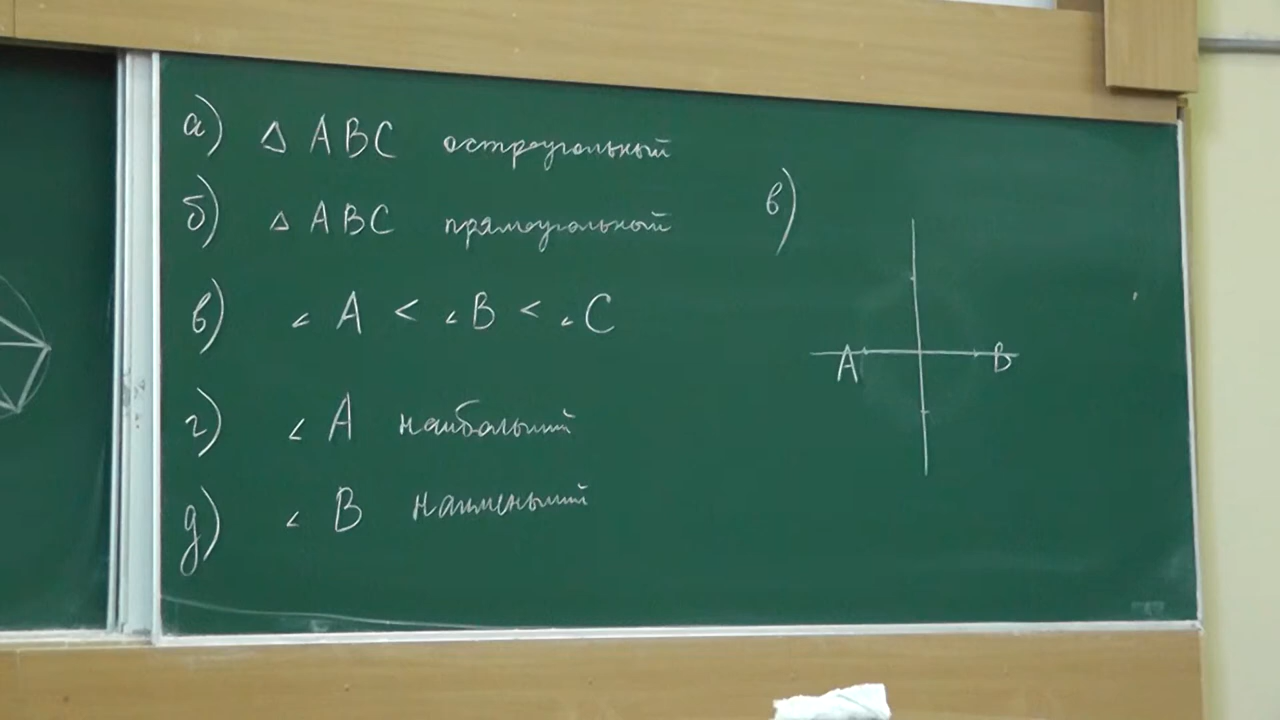 а) △ ABC остроугольный
б) △ ABC прямоугольный
в) ∠ A < ∠ B < ∠ C
г) ∠ A наибольший
д) ∠ B наименьший
в)
A B